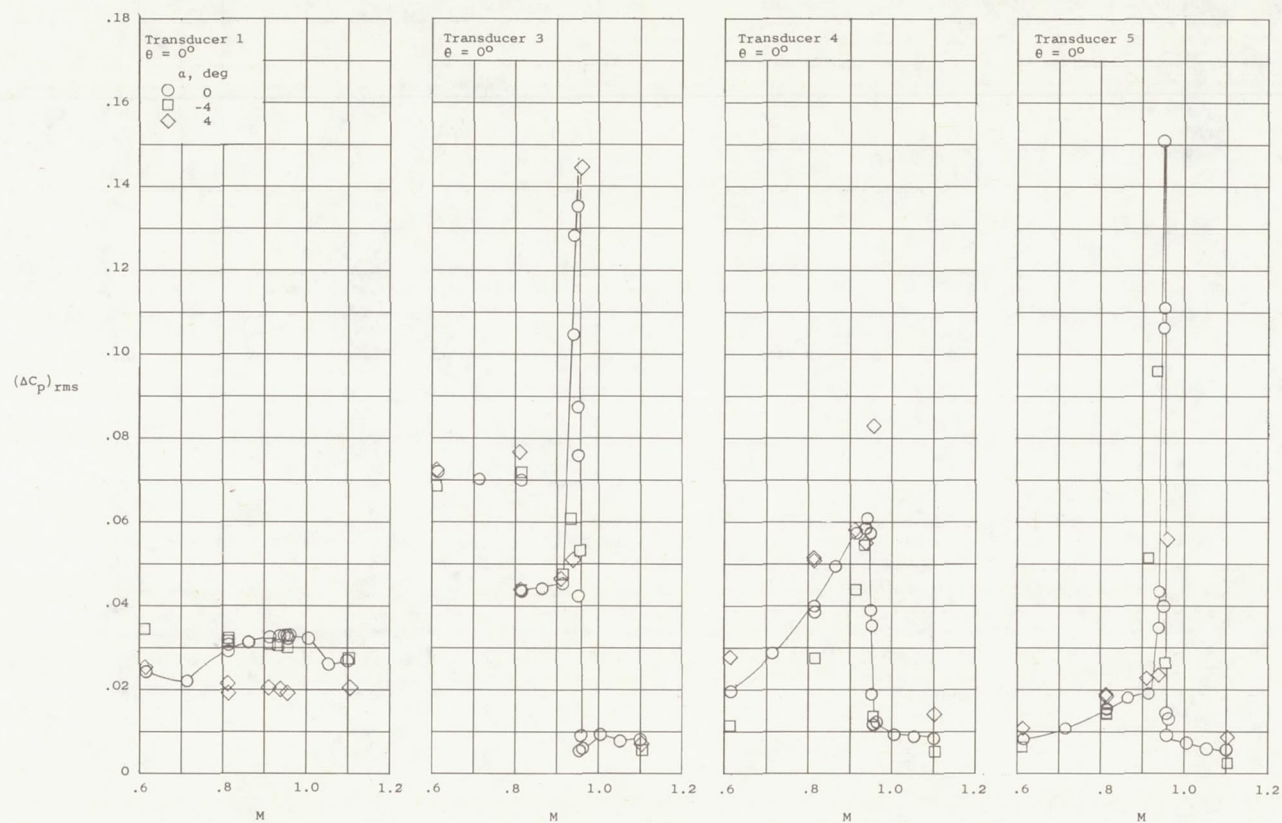 Transducer 1
θ = 0°
α, deg
0
-4
4
Transducer 3
θ = 0°
Transducer 4
θ = 0°
Transducer 5
θ = 0°
.18
.16
.14
.12
.10
.08
.06
.04
.02
0
(ΔCp)rms
.6 .8 1.0 1.2
M
.6 .8 1.0 1.2
M
.6 .8 1.0 1.2
M
.6 .8 1.0 1.2
M